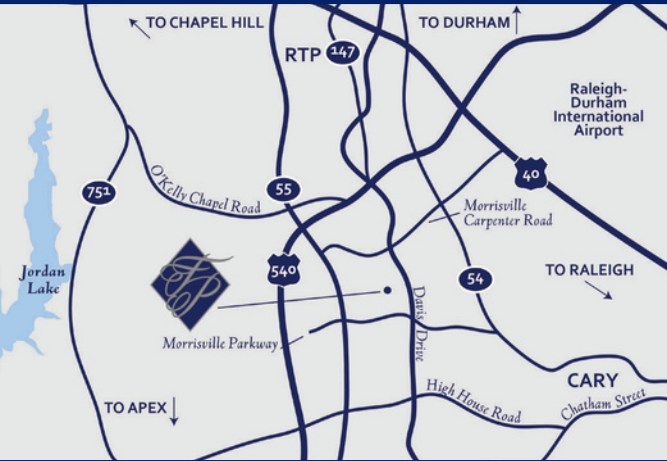 TO CHAPEL HILL
TO DURHAM
RTP
147
Raleigh-
Durham
International
Airport
40
751
O'Kelly Chapel Road
55
Morrisville
Carpenter Road
Jordan
Lake
FP
540
54
TO RALEIGH
Davis Drive
Morrisville Parkway
TO APEX
High House Road
CARY
Chatham Street